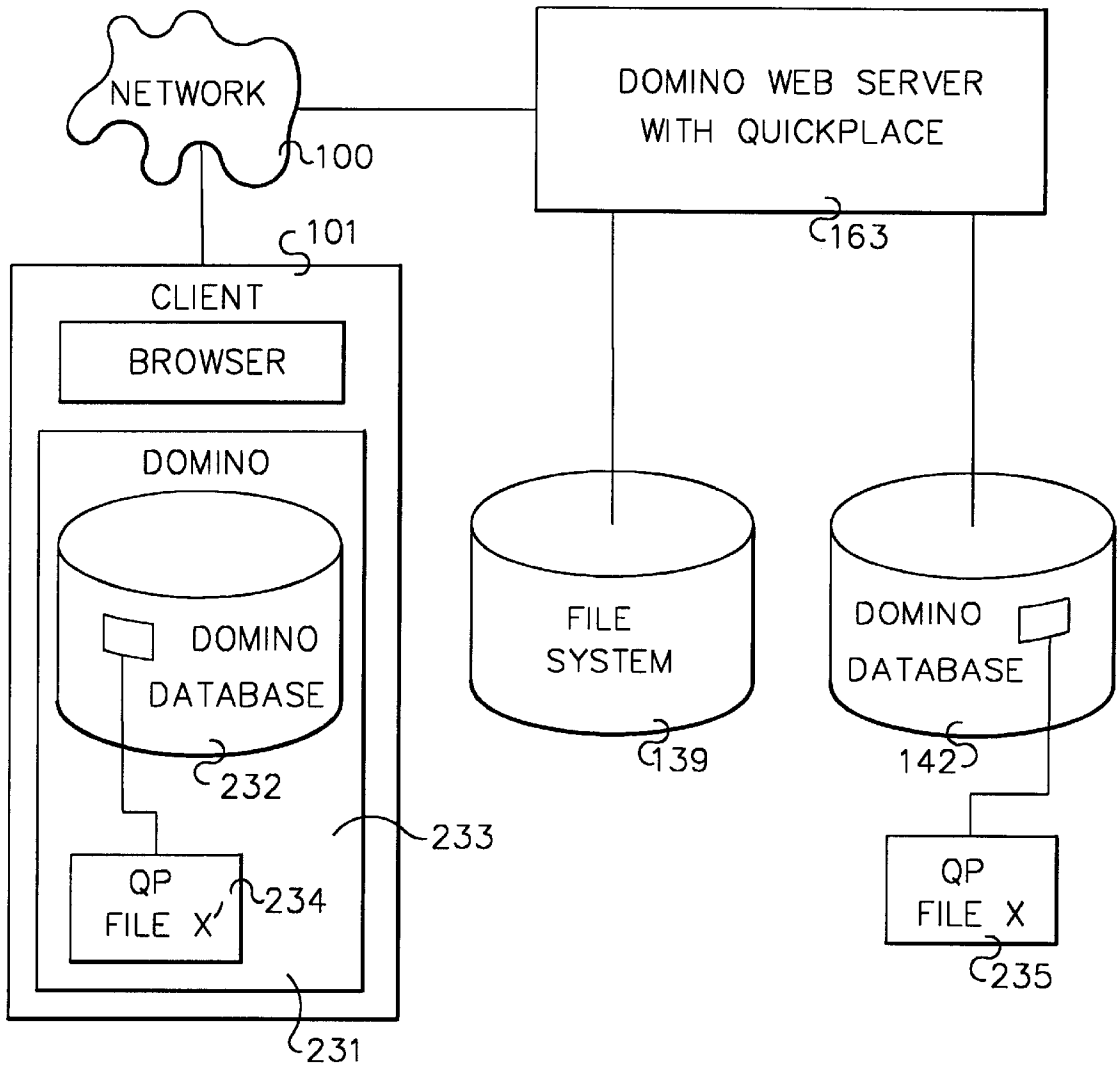 NETWORK
100
DOMINO WEB SERVER
WITH QUICKPLACE
163
101
CLIENT
BROWSER
DOMINO
DOMINO
DATABASE
232
233
QP
FILE X'
234
231
FILE
SYSTEM
139
DOMINO
DATABASE
142
QP
FILE X
235